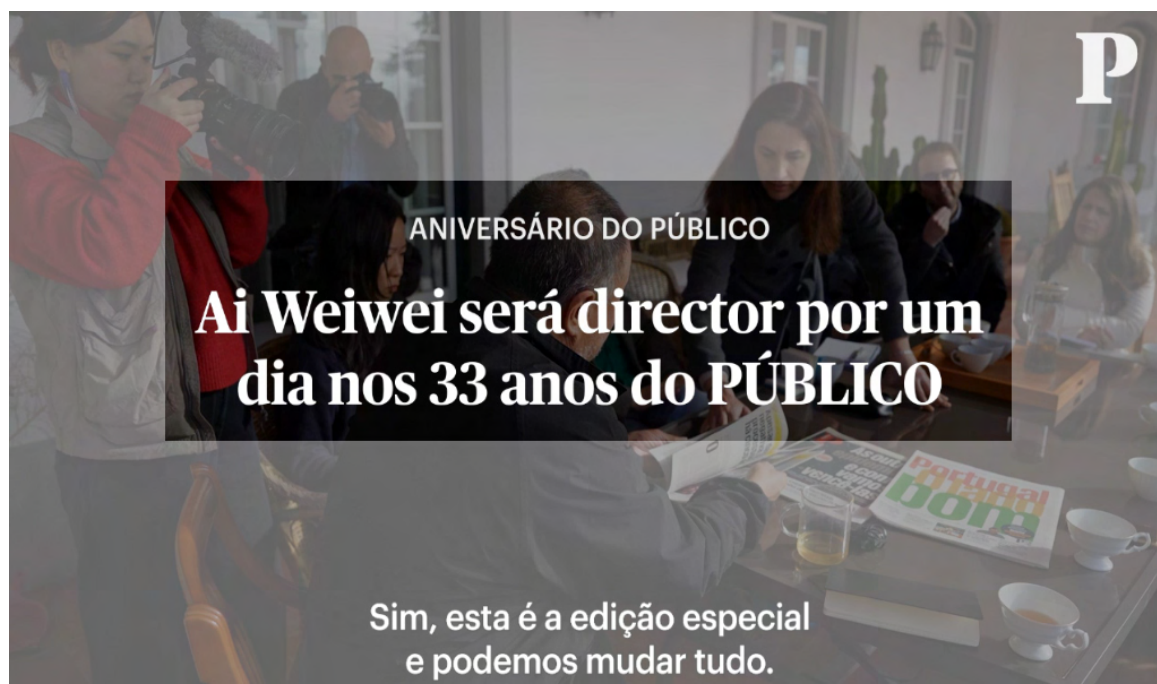 P
ANIVERSÁRIO DO PÚBLICO
Ai Weiwei será director por um
dia nos 33 anos do PÚBLICO
Portugal
bom
Sim, esta é a edição especial
e podemos mudar tudo.